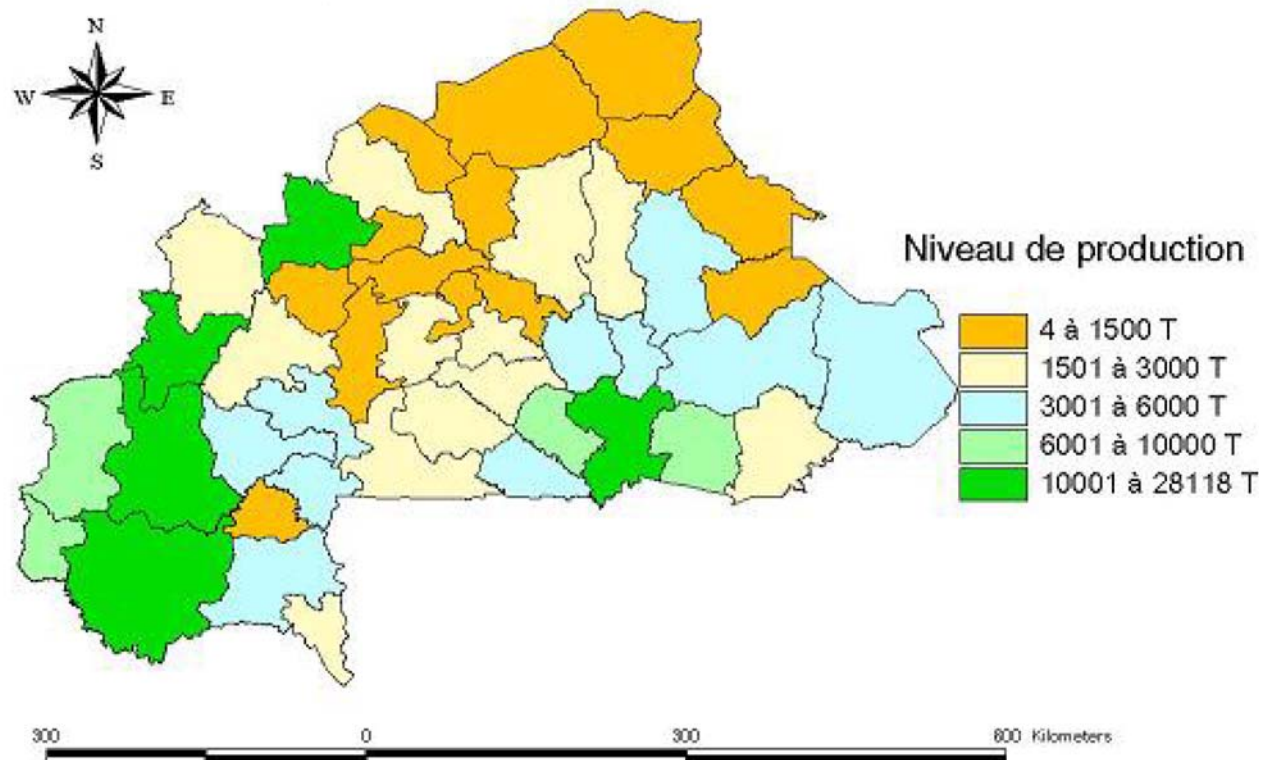 N
W E
S
Niveau de production
4 à 1500 T
1501 à 3000 T
3001 à 6000 T
6001 à 10000 T
10001 à 28118 T
300 0 300 600 Kilometers